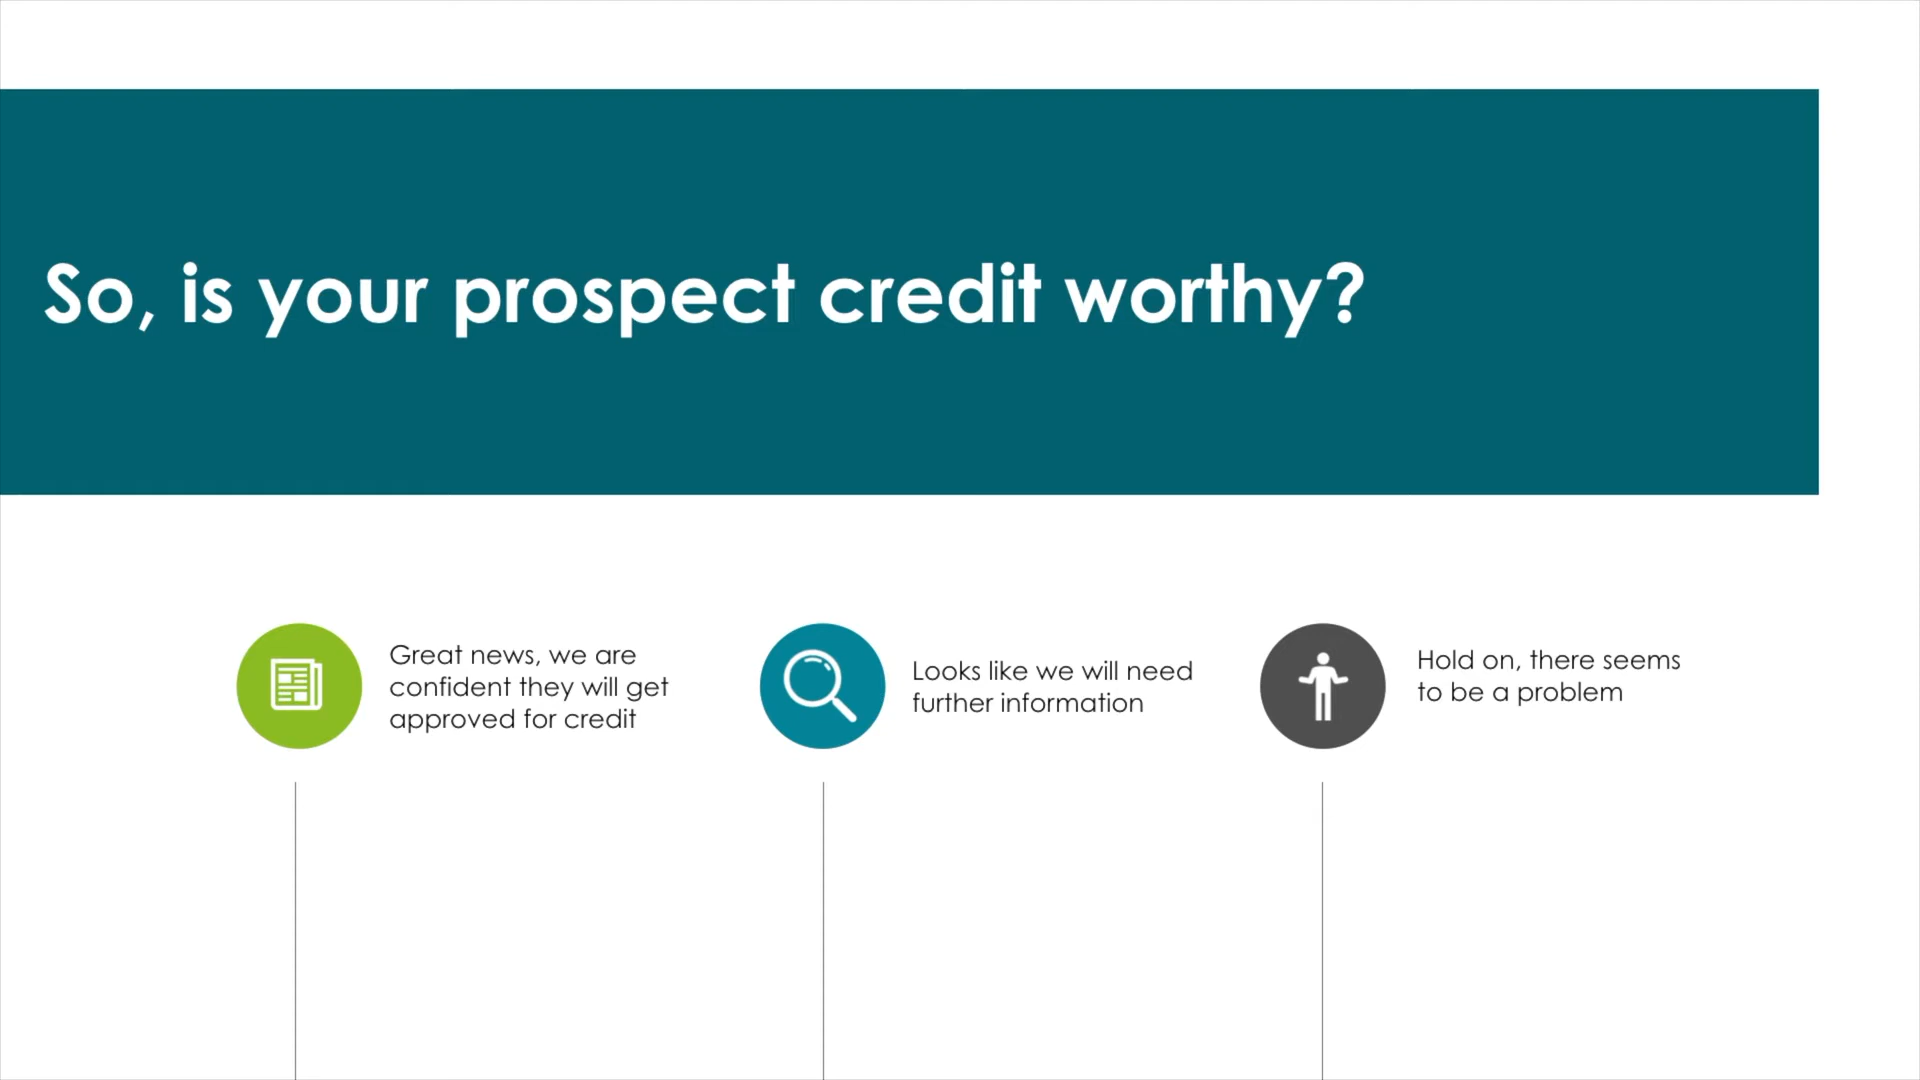 So, is your prospect credit worthy?
Great news, we are
confident they will get
approved for credit
Looks like we will need
further information
Hold on, there seems
to be a problem